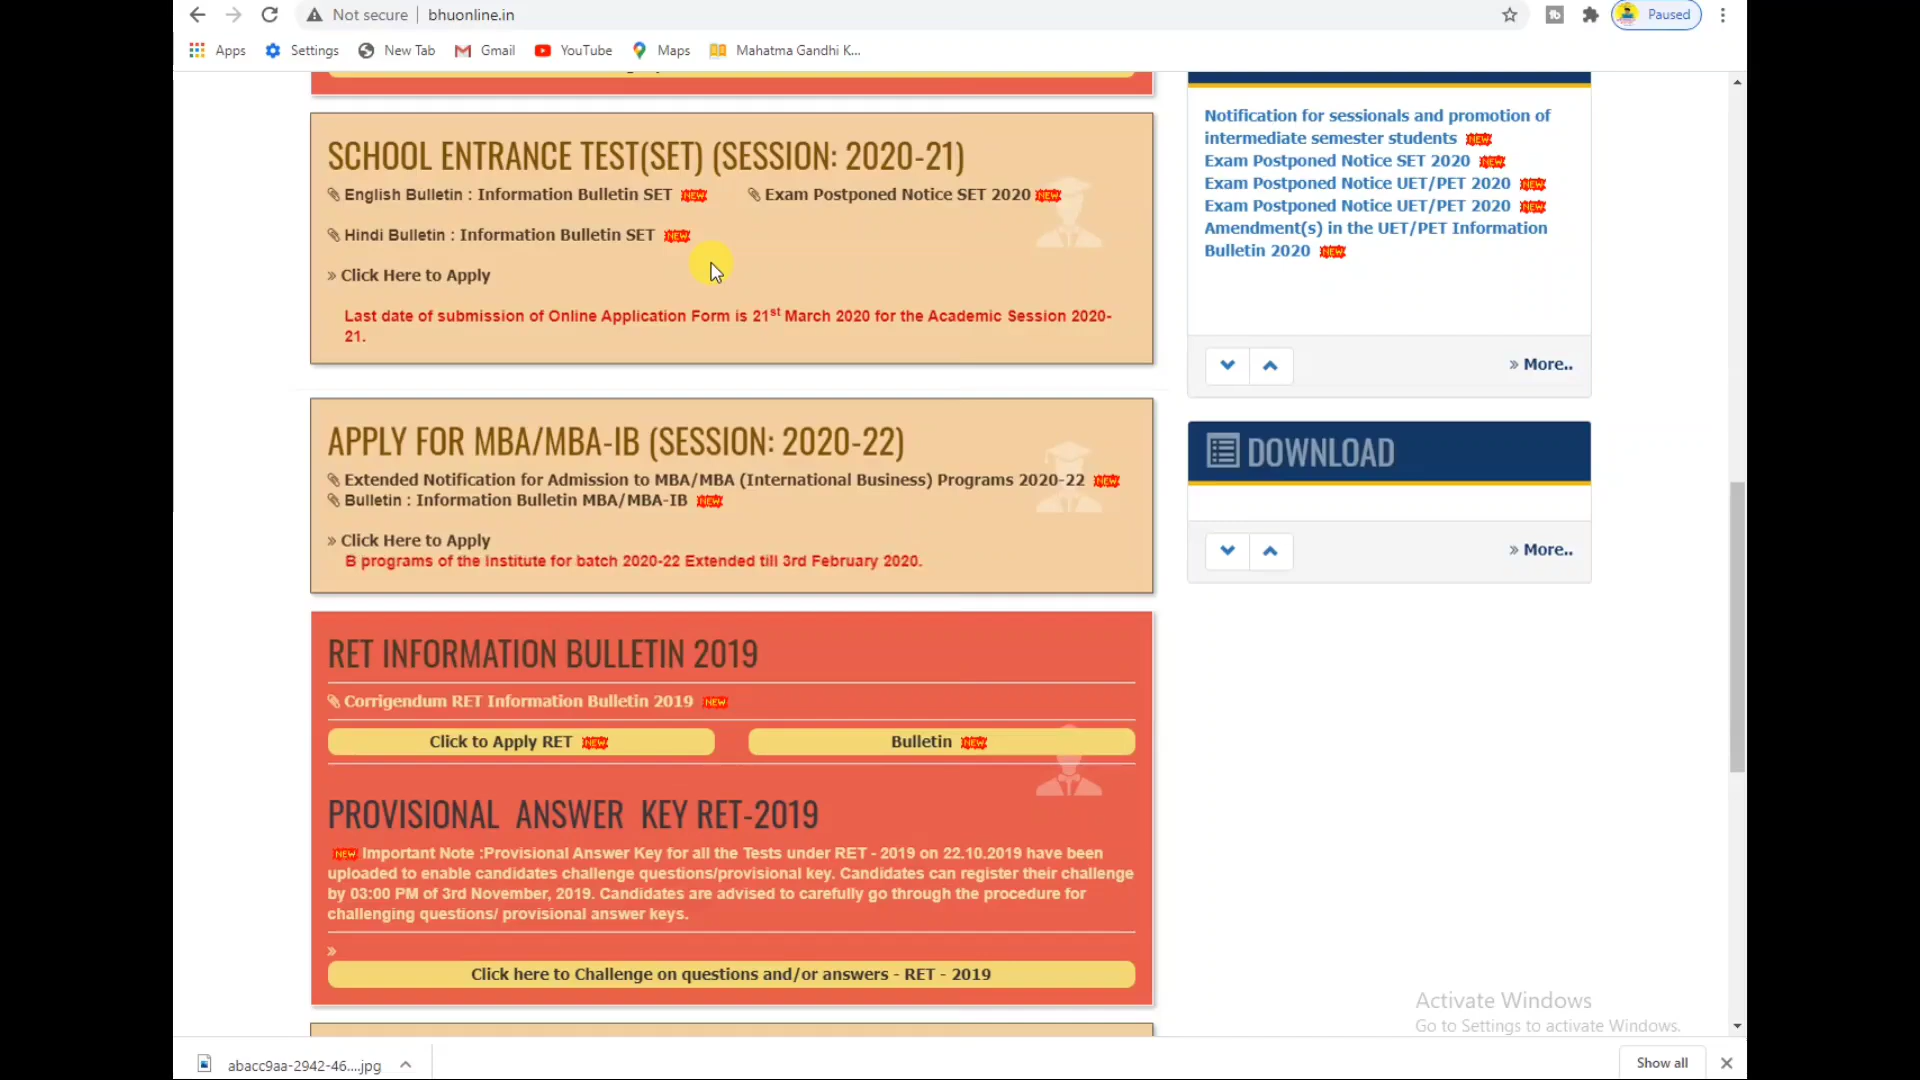 Not secure | bhuonline.in
Paused
Apps Settings New Tab Gmail YouTube Maps Mahatma Gandhi K...
SCHOOL ENTRANCE TEST(SET) (SESSION: 2020-21)
English Bulletin : Information Bulletin SET NEW Exam Postponed Notice SET 2020 NEW
Hindi Bulletin : Information Bulletin SET NEW
» Click Here to Apply
Last date of submission of Online Application Form is 21st March 2020 for the Academic Session 2020-
21.
APPLY FOR MBA/MBA-IB (SESSION: 2020-22)
Extended Notification for Admission to MBA/MBA (International Business) Programs 2020-22 NEW
Bulletin : Information Bulletin MBA/MBA-IB NEW
» Click Here to Apply
B programs of the Institute for batch 2020-22 Extended till 3rd February 2020.
RET INFORMATION BULLETIN 2019
Corrigendum RET Information Bulletin 2019 NEW
Click to Apply RET NEW Bulletin NEW
PROVISIONAL ANSWER KEY RET-2019
NEW Important Note :Provisional Answer Key for all the Tests under RET - 2019 on 22.10.2019 have been
uploaded to enable candidates challenge questions/provisional key. Candidates can register their challenge
by 03:00 PM of 3rd November, 2019. Candidates are advised to carefully go through the procedure for
challenging questions/ provisional answer keys.
»
Click here to Challenge on questions and/or answers - RET - 2019
Notification for sessionals and promotion of
intermediate semester students NEW
Exam Postponed Notice SET 2020 NEW
Exam Postponed Notice UET/PET 2020 NEW
Exam Postponed Notice UET/PET 2020 NEW
Amendment(s) in the UET/PET Information
Bulletin 2020 NEW
» More..
DOWNLOAD
» More..
Activate Windows
Go to Settings to activate Windows.
abacc9aa-2942-46....jpg
Show all